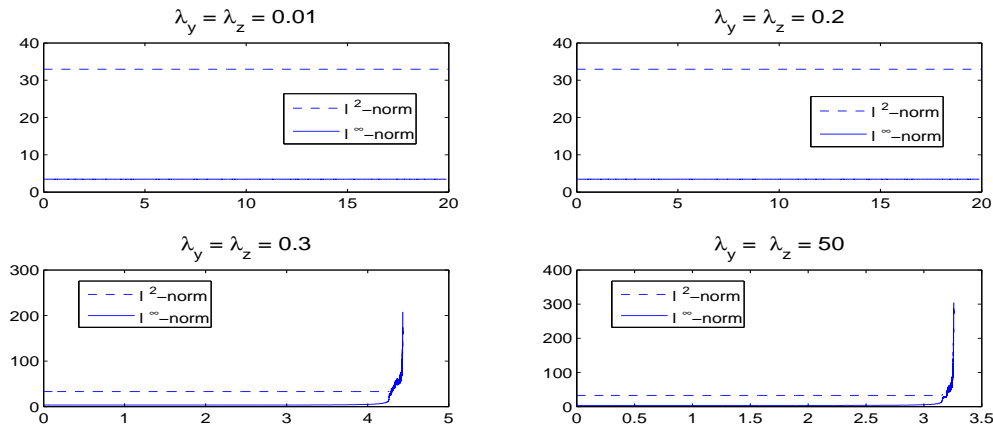 λy = λz = 0.01
40
30
20
10
0
l 2−norm
l ∞−norm
0 5 10 15 20
λy = λz = 0.2
40
30
20
10
0
l 2−norm
l ∞−norm
0 5 10 15 20
λy = λz = 0.3
300
200
100
0
l 2−norm
l ∞−norm
0 1 2 3 4 5
λy = λz = 50
400
300
200
100
0
l 2−norm
l ∞−norm
0 0.5 1 1.5 2 2.5 3 3.5